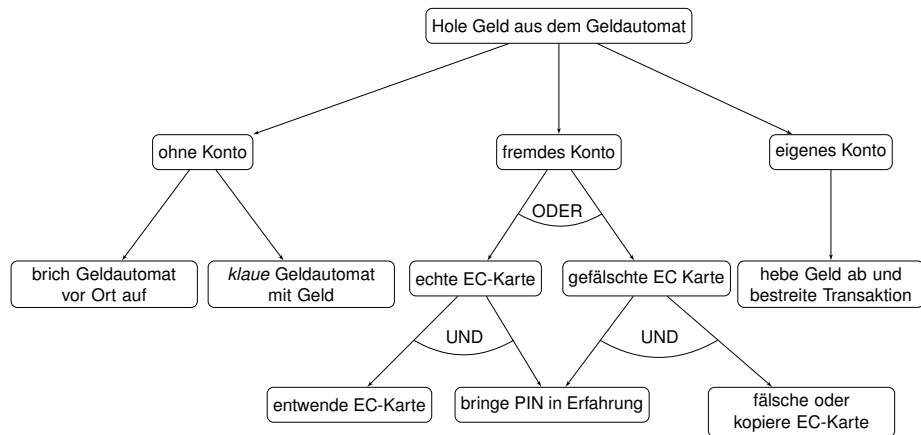 Hole Geld aus dem Geldautomat
ohne Konto
fremdes Konto
eigenes Konto
ODER
brich Geldautomat
vor Ort auf
klaue Geldautomat
mit Geld
echte EC-Karte
gefälschte EC Karte
hebe Geld ab und
bestreite Transaktion
UND
UND
entwende EC-Karte
bringe PIN in Erfahrung
fälsche oder
kopiere EC-Karte